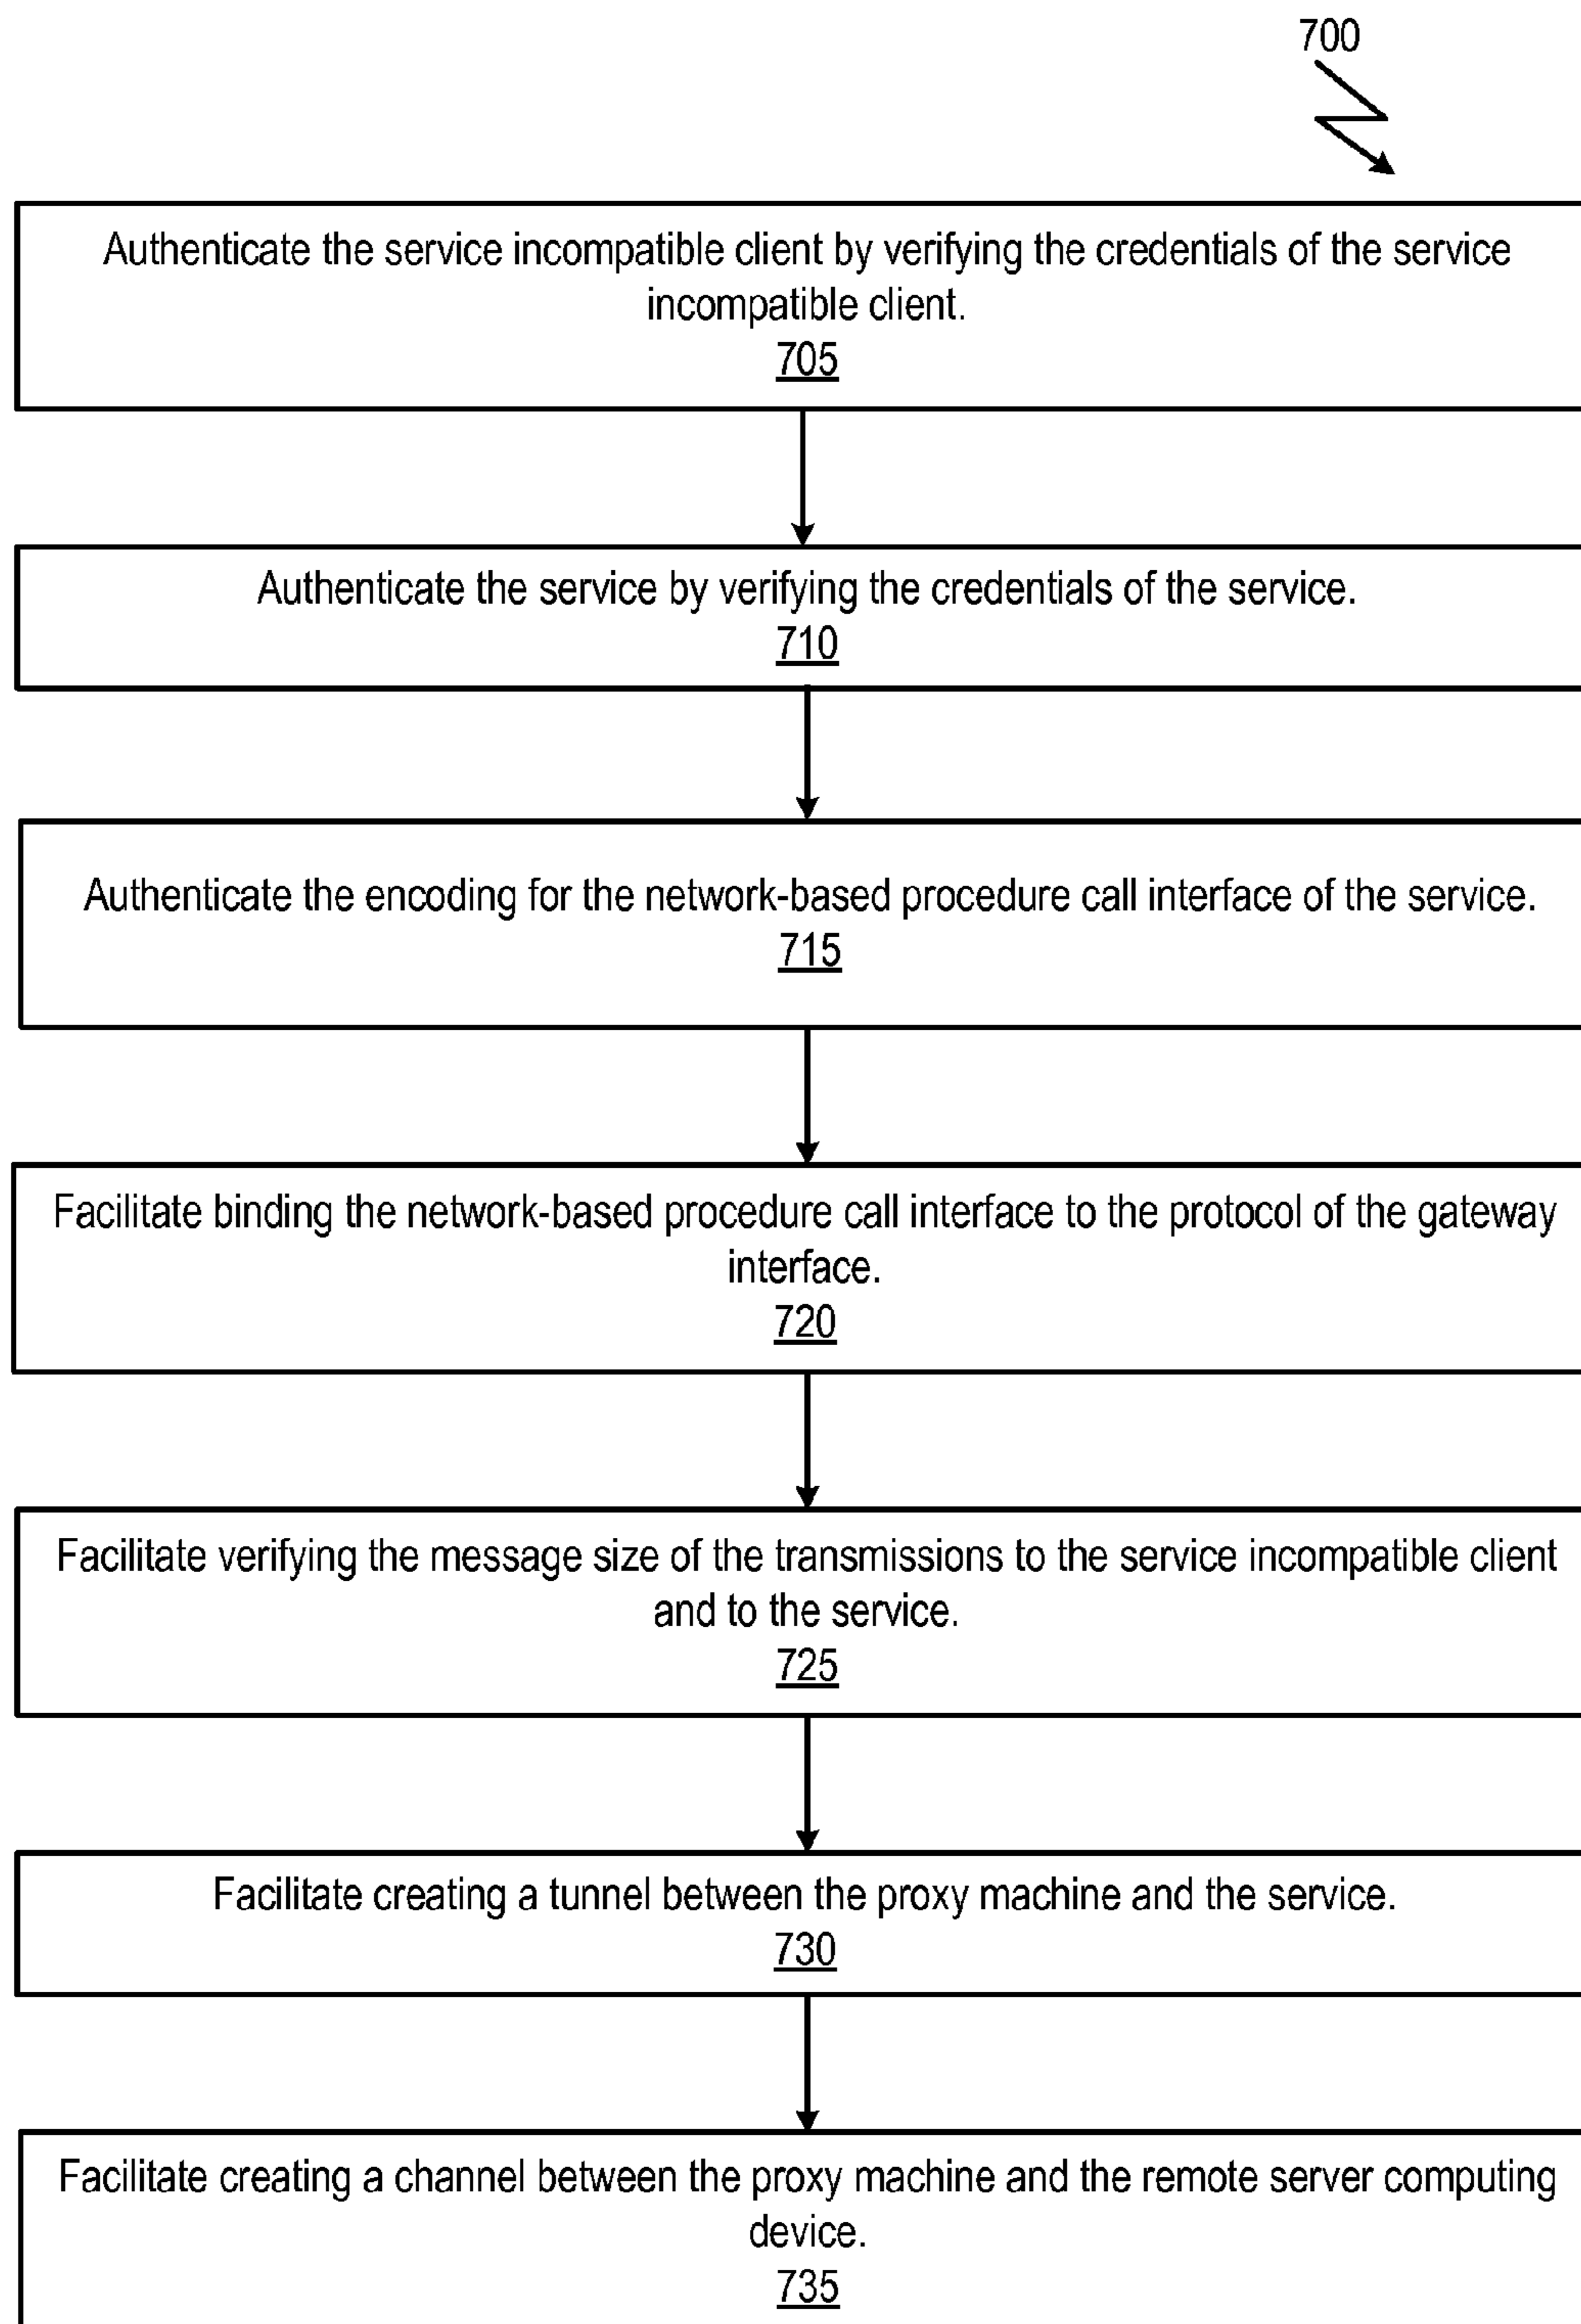 700
Authenticate the service incompatible client by verifying the credentials of the service
incompatible client.
705
Authenticate the service by verifying the credentials of the service.
710
Authenticate the encoding for the network-based procedure call interface of the service.
715
Facilitate binding the network-based procedure call interface to the protocol of the gateway
interface.
720
Facilitate verifying the message size of the transmissions to the service incompatible client
and to the service.
725
Facilitate creating a tunnel between the proxy machine and the service.
730
Facilitate creating a channel between the proxy machine and the remote server computing
device.
735